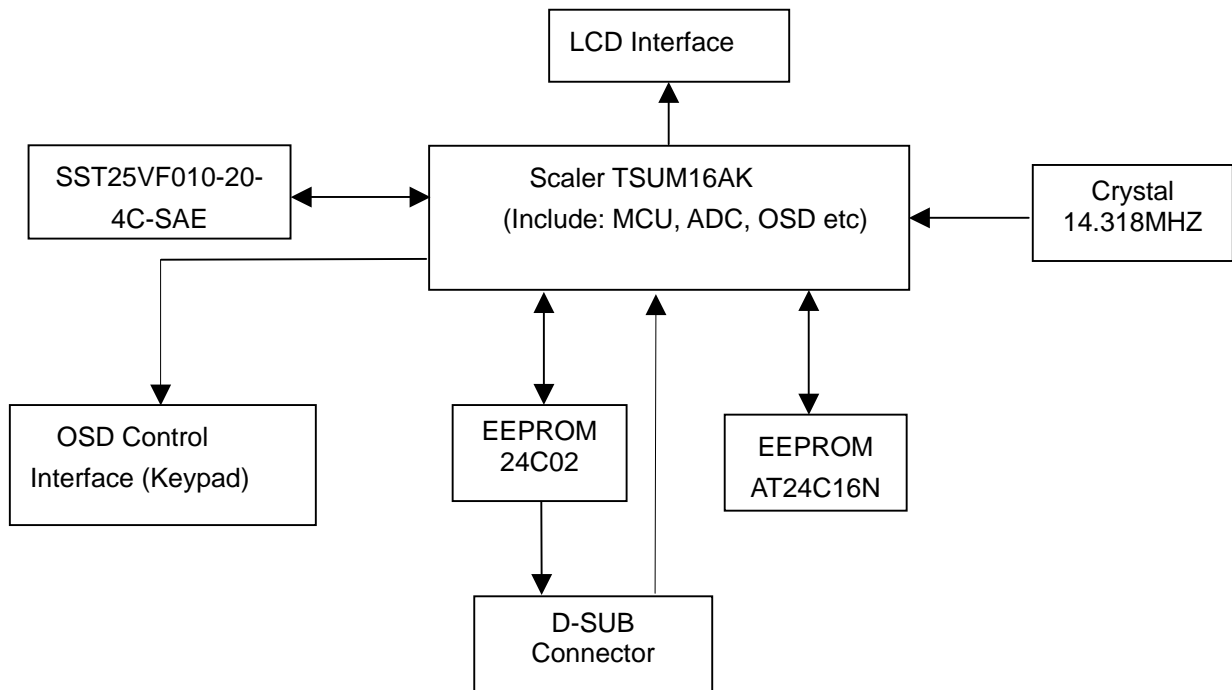 LCD Interface
SST25VF010-20-
4C-SAE
Scaler TSUM16AK
(Include: MCU, ADC, OSD etc)
Crystal
14.318MHZ
OSD Control
Interface (Keypad)
EEPROM
24C02
EEPROM
AT24C16N
D-SUB
Connector